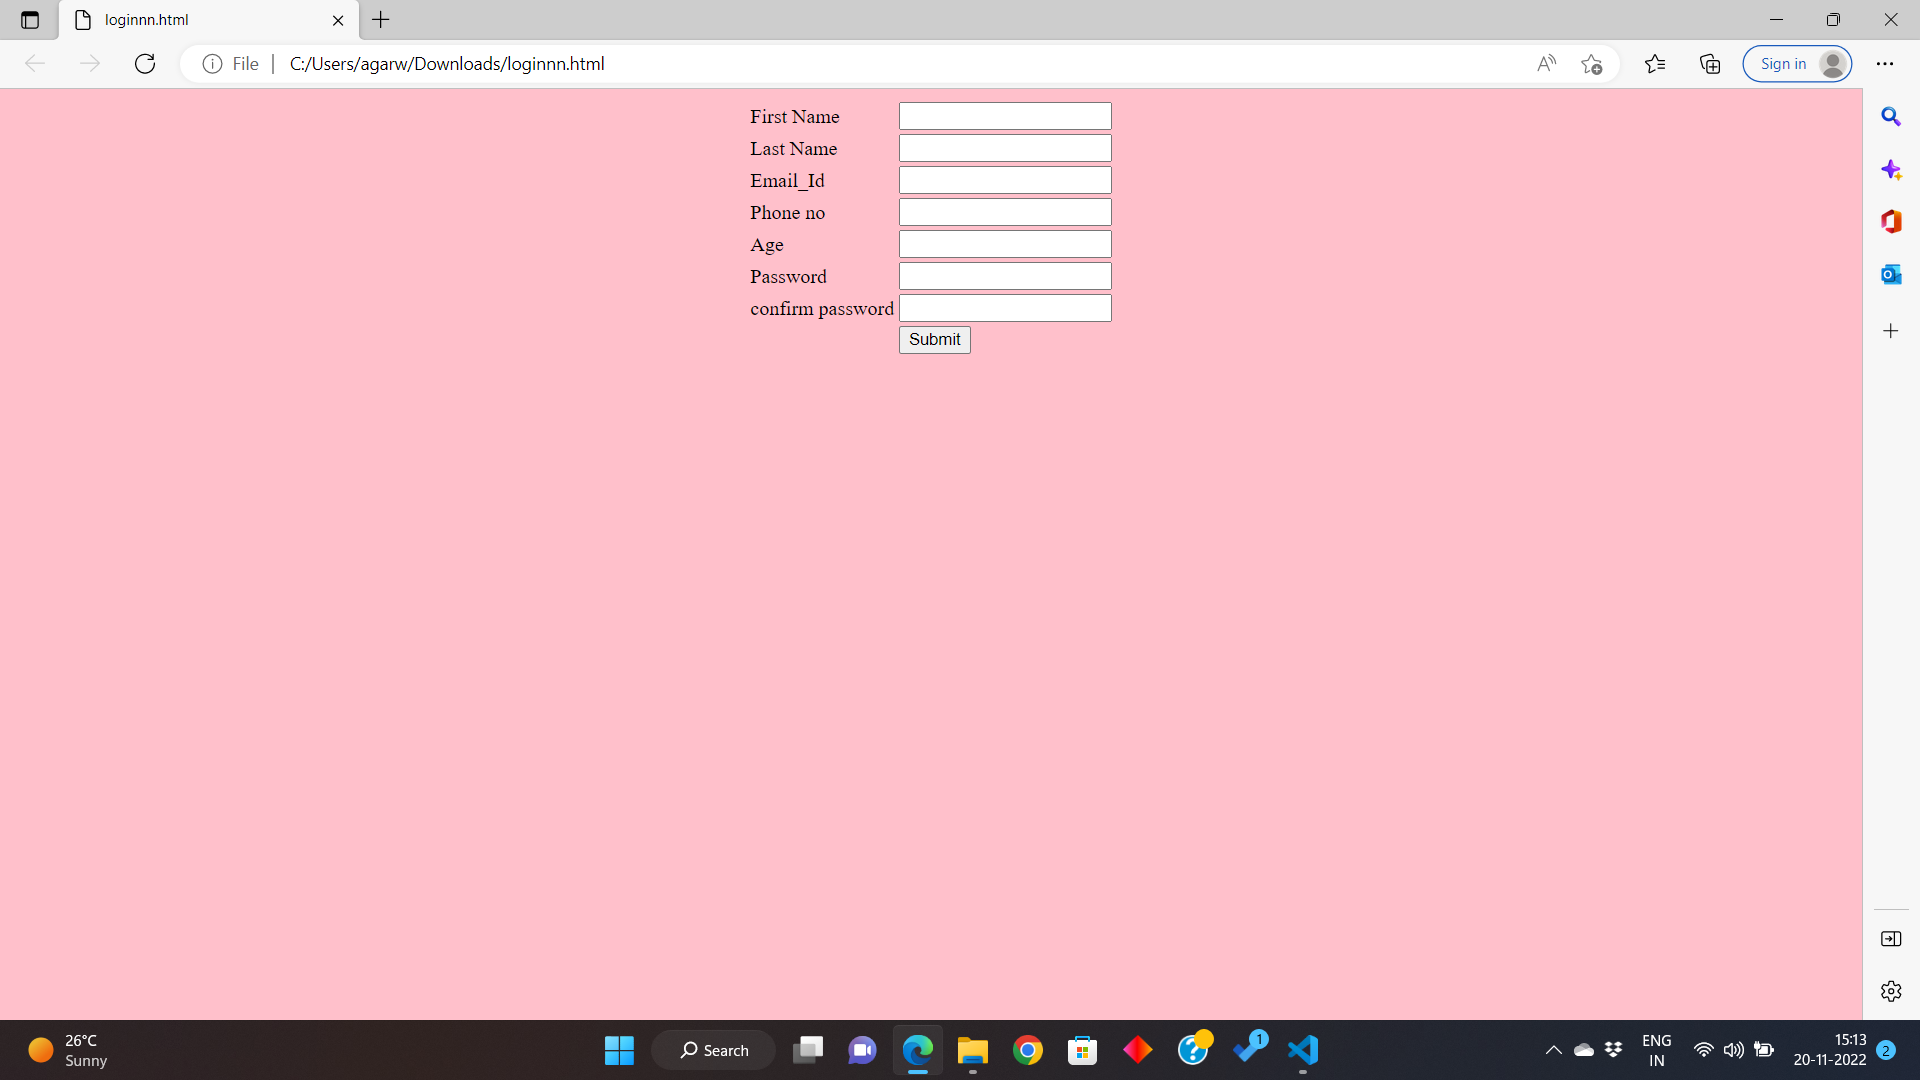 loginnn.html
File
C:/Users/agarw/Downloads/loginnn.html
Sign in
First Name
Last Name
Email_Id
Phone no
Age
Password
confirm password
Submit
26°C
Sunny
Search
1
ENG
IN
15:13
20-11-2022
2